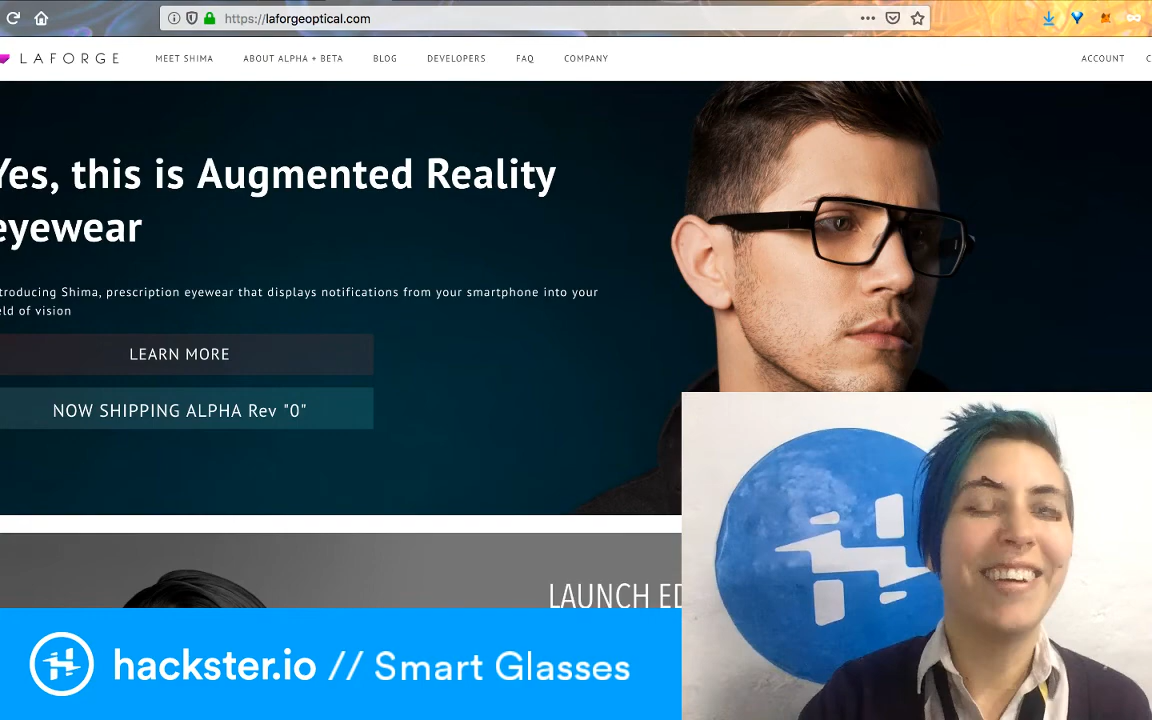 https://laforgeoptical.com
LAFORGE MEET SHIMA ABOUT ALPHA + BETA BLOG DEVELOPERS FAQ COMPANY ACCOUNT C
Yes, this is Augmented Reality
eyewear
troducing Shima, prescription eyewear that displays notifications from your smartphone into your
eld of vision
LEARN MORE
NOW SHIPPING ALPHA Rev "0"
LAUNCH ED
hackster.io // Smart Glasses